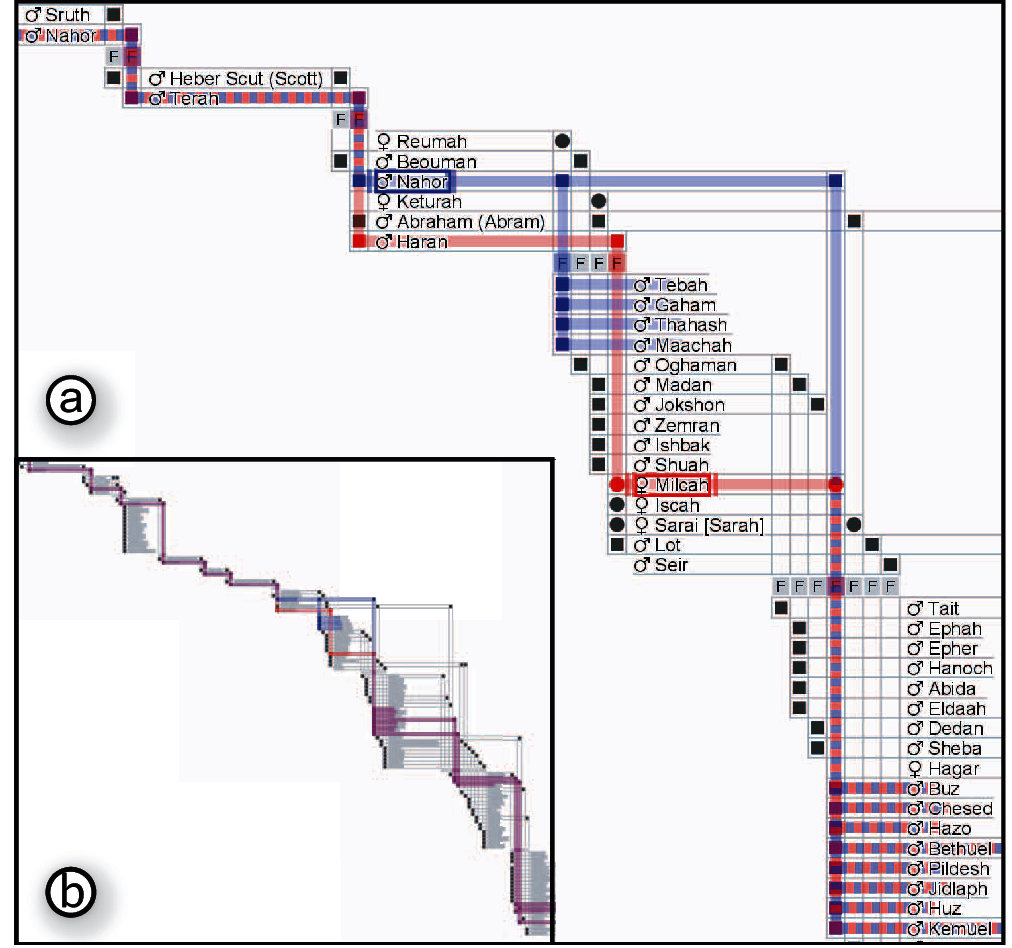 ♂ Sruth
♂ Nahor
F F
♂ Heber Scut (Scott)
♂ Terah
F F
♀ Reumah
♂ Beouman
♂ Nahor
♀ Keturah
♂ Abraham (Abram)
♂ Haran
F F F F
♂ Tebah
♂ Gaham
♂ Thahash
♂ Maachah
♂ Oghaman
♂ Madan
♂ Jokshon
♂ Zemran
♂ Ishbak
♂ Shuah
♀ Milcah
♀ Iscah
♀ Sarai [Sarah]
♂ Lot
♂ Seir
F F F F F F F
♂ Tait
♂ Ephah
♂ Epher
♂ Hanoch
♂ Abida
♂ Eldaah
♂ Dedan
♂ Sheba
♀ Hagar
♂ Buz
♂ Chesed
♂ Hazo
♂ Bethuel
♂ Pildesh
♂ Jidlaph
♂ Huz
♂ Kemuel
a
b